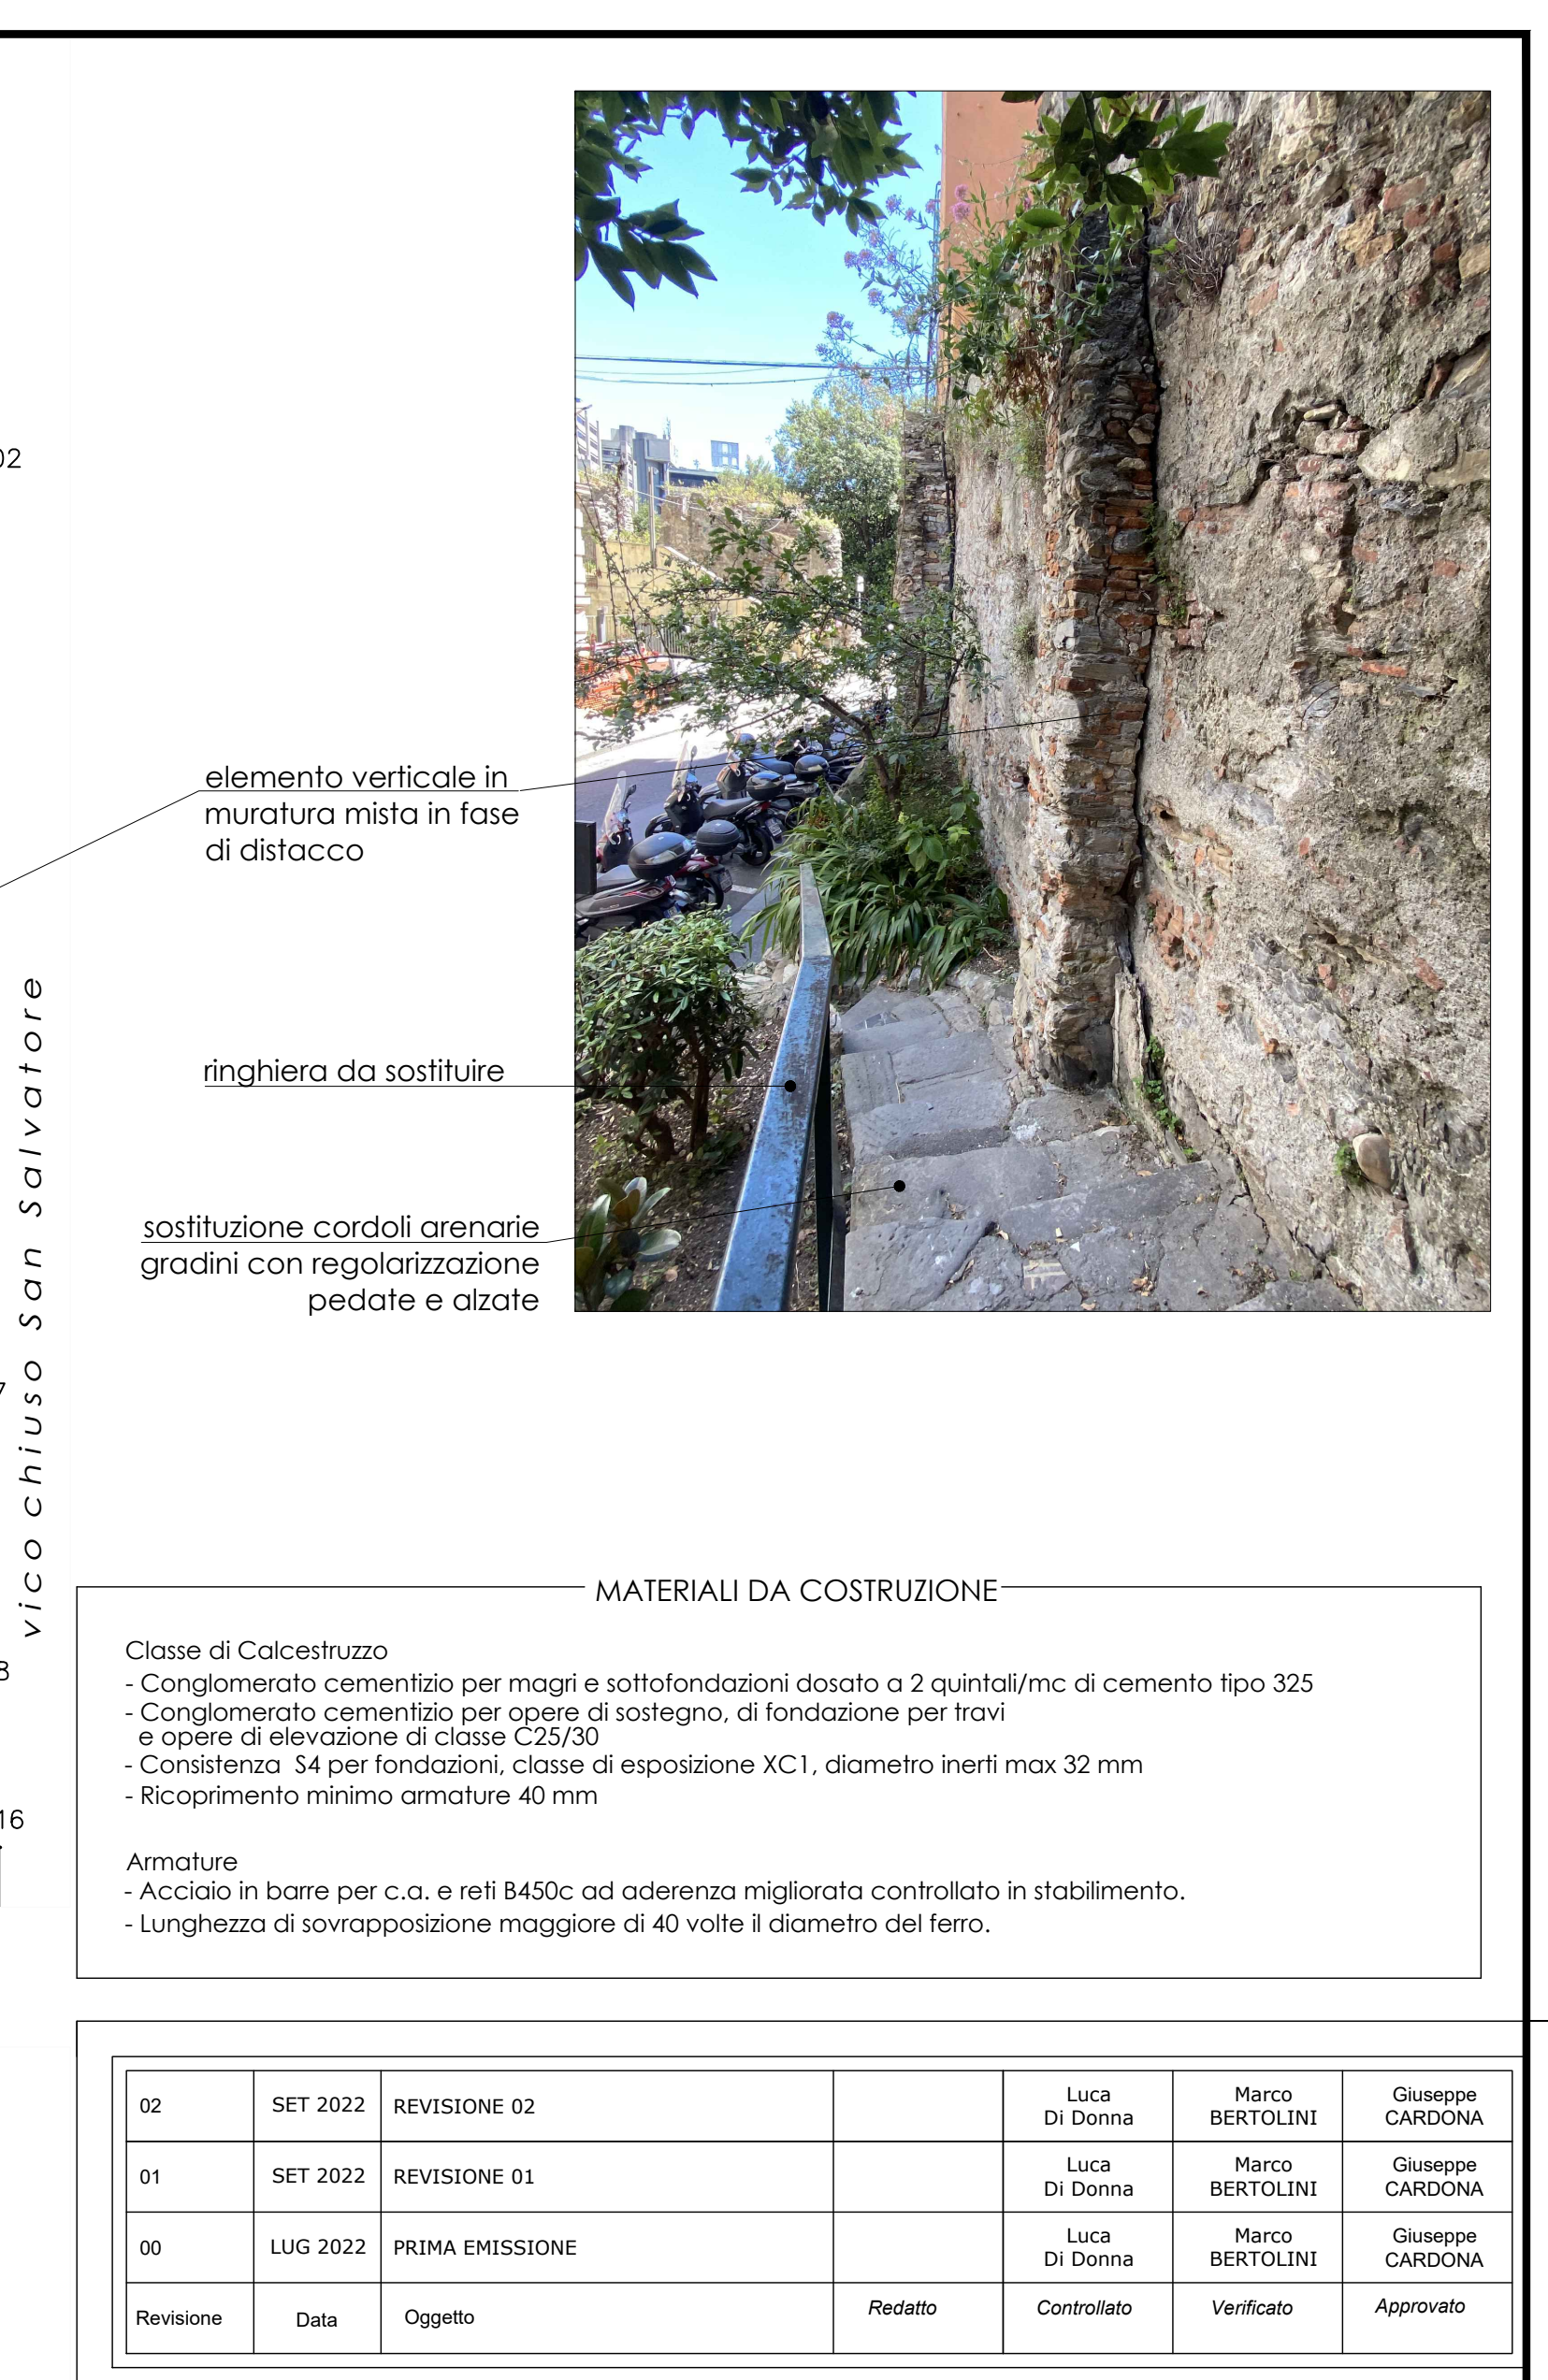 02
elemento verticale in
muratura mista in fase
di distacco
ringhiera da sostituire
sostituzione cordoli arenarie
gradini con regolarizzazione
pedate e alzate
vico chiuso san Salvatore
7
8
16
MATERIALI DA COSTRUZIONE
Classe di Calcestruzzo
- Conglomerato cementizio per magri e sottofondazioni dosato a 2 quintali/mc di cemento tipo 325
- Conglomerato cementizio per opere di sostegno, di fondazione per travi
e opere di elevazione di classe C25/30
- Consistenza S4 per fondazioni, classe di esposizione XC1, diametro inerti max 32 mm
- Ricoprimento minimo armature 40 mm
Armature
- Acciaio in barre per c.a. e reti B450c ad aderenza migliorata controllato in stabilimento.
- Lunghezza di sovrapposizione maggiore di 40 volte il diametro del ferro.
02 SET 2022 REVISIONE 02 Luca Di Donna Marco BERTOLINI Giuseppe CARDONA
01 SET 2022 REVISIONE 01 Luca Di Donna Marco BERTOLINI Giuseppe CARDONA
00 LUG 2022 PRIMA EMISSIONE Luca Di Donna Marco BERTOLINI Giuseppe CARDONA
Revisione Data Oggetto Redatto Controllato Verificato Approvato